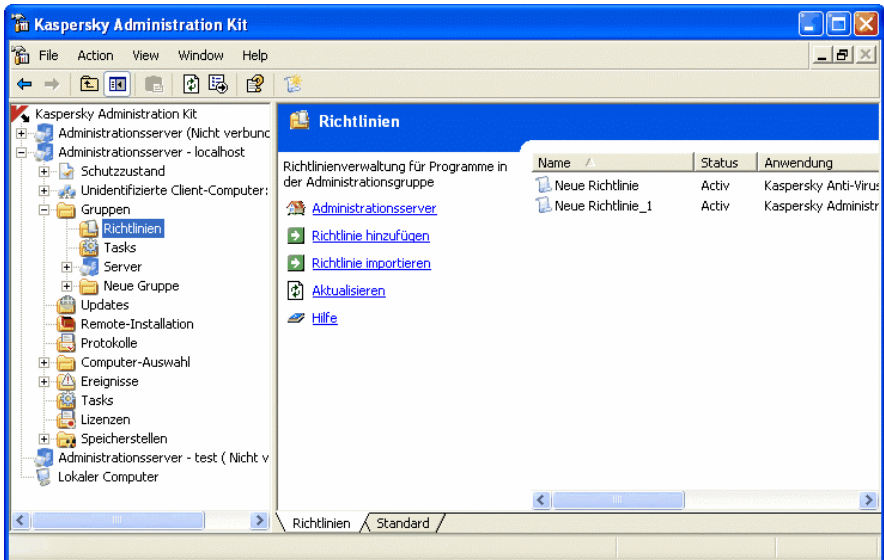 Kaspersky Administration Kit
File Action View Window Help
Kaspersky Administration Kit
Administrationsserver (Nicht verbunc
Administrationsserver - localhost
Schutzzustand
Unidentifizierte Client-Computer:
Gruppen
Richtlinien
Tasks
Server
Neue Gruppe
Updates
Remote-Installation
Protokolle
Computer-Auswahl
Ereignisse
Tasks
Lizenzen
Speicherstellen
Administrationsserver - test ( Nicht v
Lokaler Computer
Richtlinien
Richtlinienverwaltung für Programme in
der Administrationsgruppe
Administrationsserver
Richtlinie hinzufügen
Richtlinie importieren
Aktualisieren
Hilfe
Name Status Anwendung
Neue Richtlinie Activ Kaspersky Anti-Virus
Neue Richtlinie_1 Activ Kaspersky Administr
Richtlinien Standard